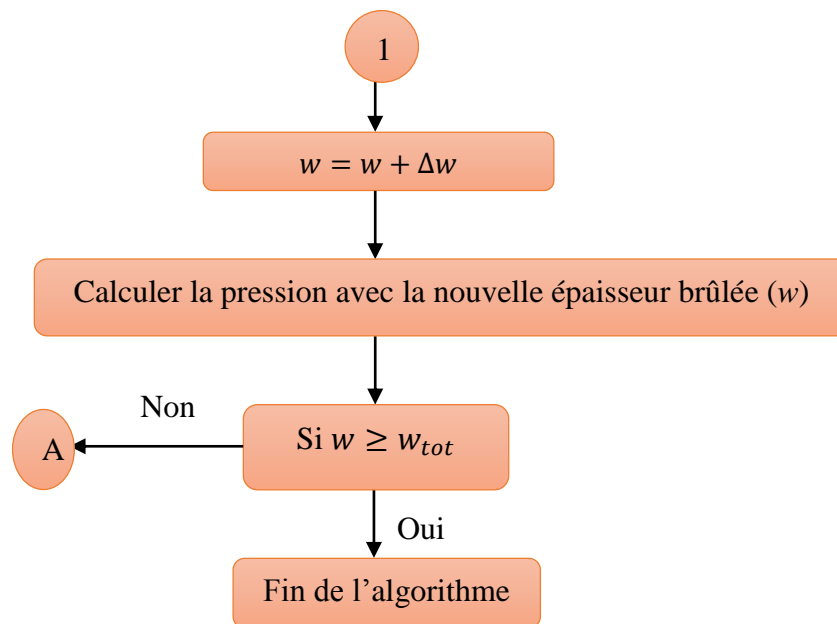 1
w = w + Δw
Calculer la pression avec la nouvelle épaisseur brûlée (w)
Non
A
Si w ≥ w_tot
Oui
Fin de l’algorithme